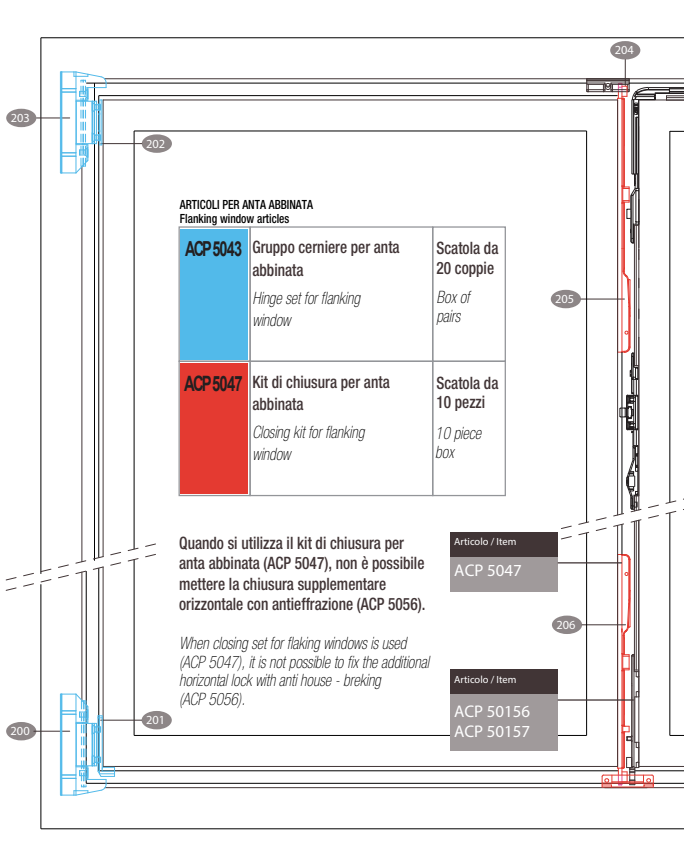 204
203
202
ARTICOLI PER ANTA ABBINATA
Flanking window articles
ACP 5043
Gruppo cerniere per anta
abbinata
Hinge set for flanking
window
Scatola da
20 coppie
Box of
pairs
205
ACP 5047
Kit di chiusura per anta
abbinata
Closing kit for flanking
window
Scatola da
10 pezzi
10 piece
box
Quando si utilizza il kit di chiusura per
anta abbinata (ACP 5047), non è possibile
mettere la chiusura supplementare
orizzontale con antieffrazione (ACP 5056).
Articolo / Item
ACP 5047
206
When closing set for flaking windows is used
(ACP 5047), it is not possible to fix the additional
horizontal lock with anti house - breking
(ACP 5056).
Articolo / Item
ACP 50156
ACP 50157
201
200